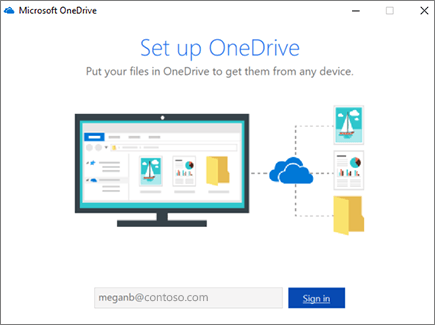 Microsoft OneDrive
Set up OneDrive
Put your files in OneDrive to get them from any device.
meganb@contoso.com
Sign in